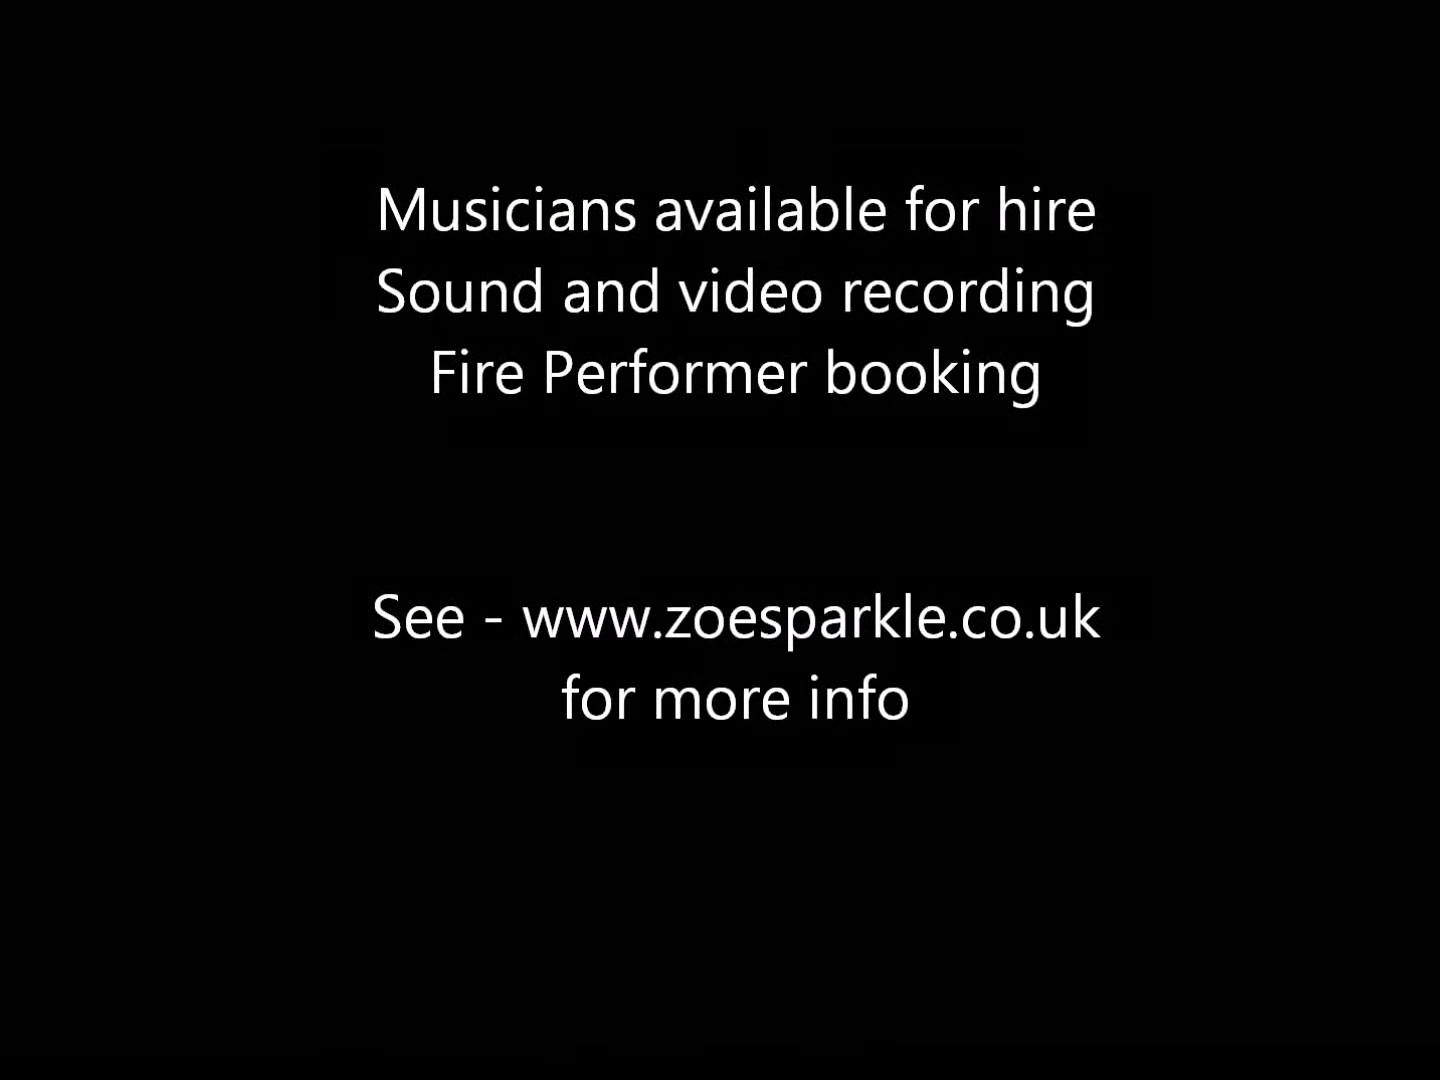 Musicians available for hire
Sound and video recording
Fire Performer booking
See - www.zoesparkle.co.uk
for more info